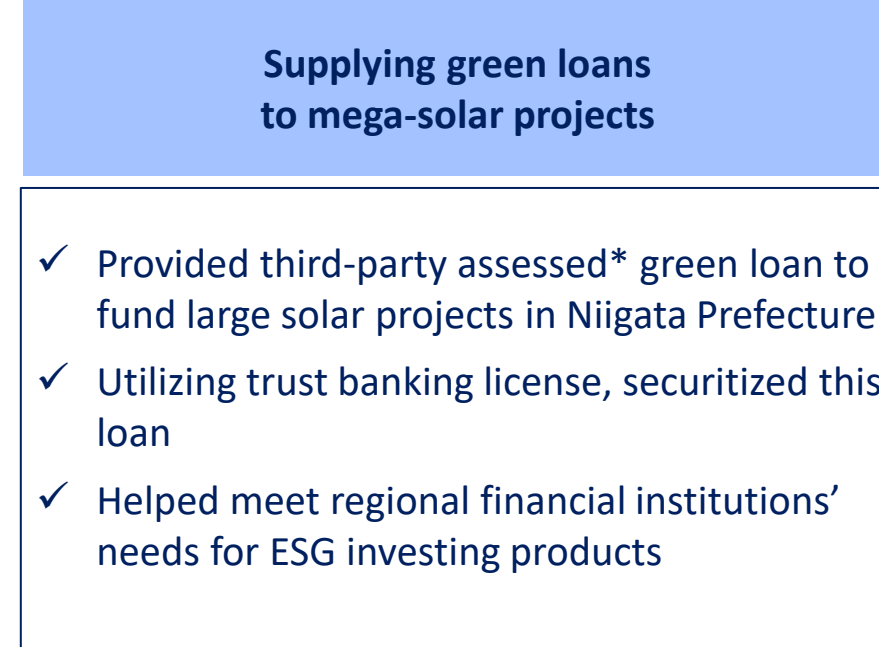 Supplying green loans
to mega-solar projects
✓ Provided third-party assessed* green loan to
fund large solar projects in Niigata Prefecture
✓ Utilizing trust banking license, securitized this
loan
✓ Helped meet regional financial institutions’
needs for ESG investing products